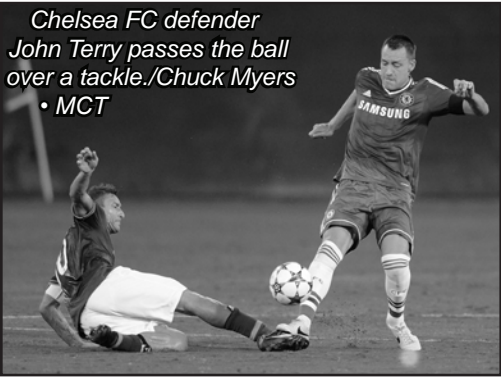 Chelsea FC defender
John Terry passes the ball
over a tackle./Chuck Myers
• MCT
SAMSUNG